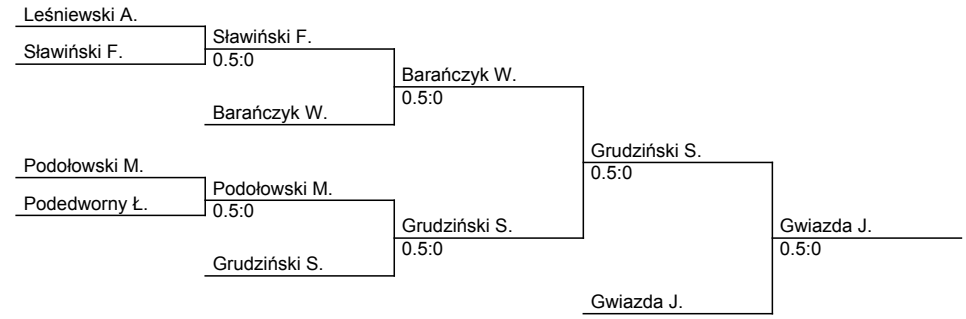 Leśniewski A.
Sławiński F.
Sławiński F.
0.5:0
Barańczyk W.
0.5:0
Barańczyk W.
Grudziński S.
0.5:0
Podołowski M.
Podołowski M.
Podedworny Ł.
0.5:0
Grudziński S.
0.5:0
Gwiazda J.
0.5:0
Grudziński S.
Gwiazda J.